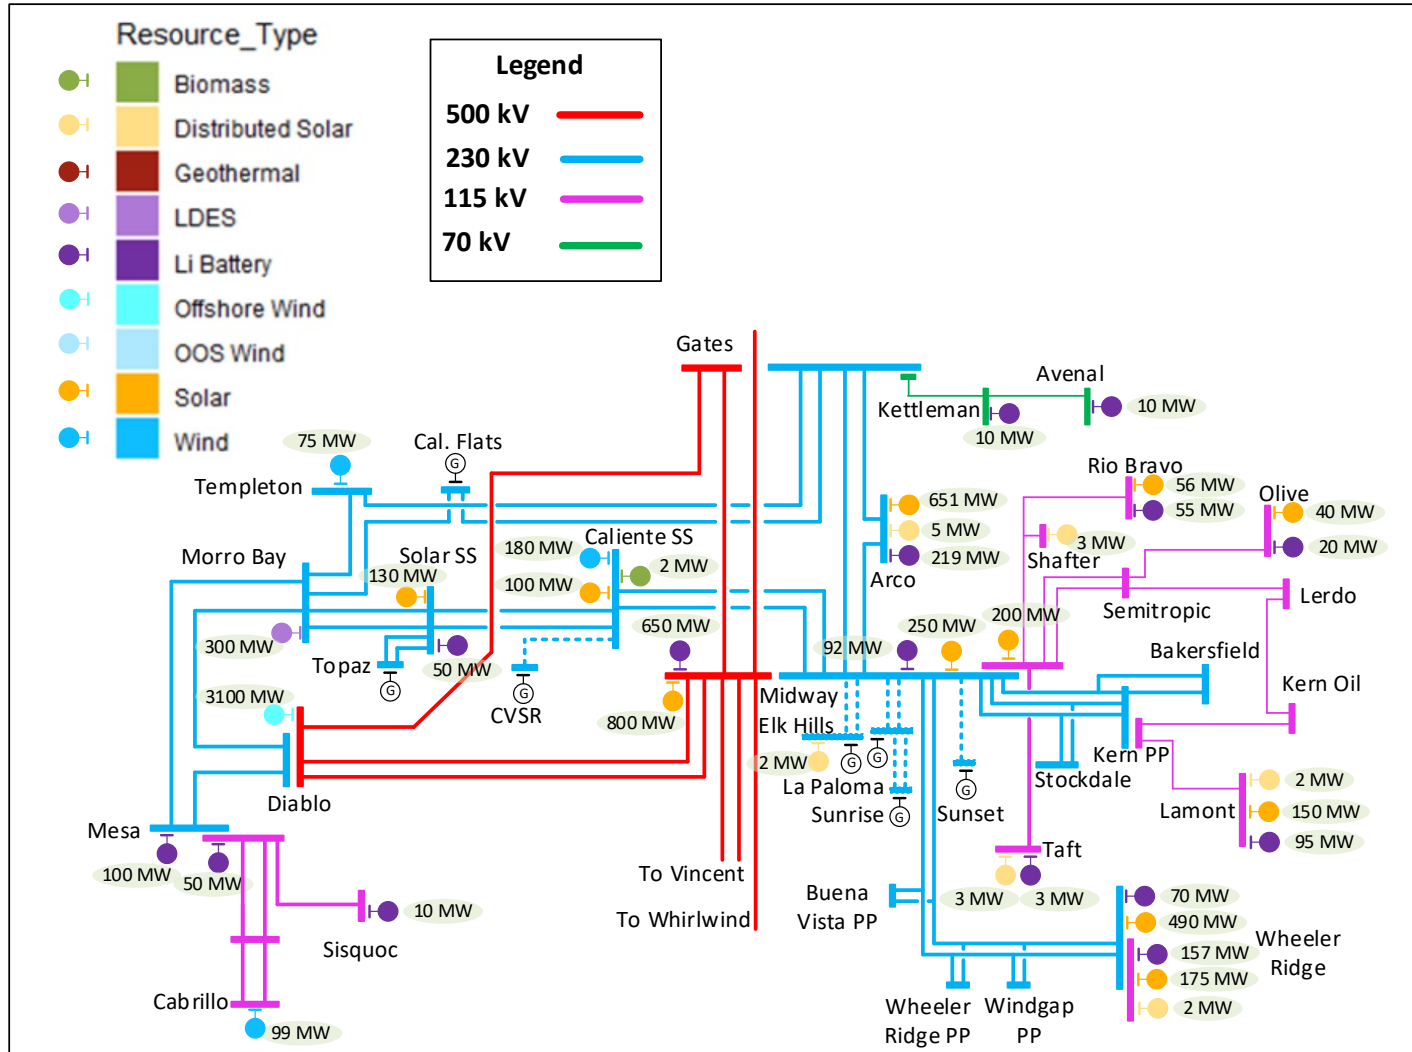 Resource_Type
Biomass
Distributed Solar
Geothermal
LDES
Li Battery
Offshore Wind
OOS Wind
Solar
Wind
Legend
500 kV
230 kV
115 kV
70 kV
Gates
Kettleman
Avenal
10 MW
10 MW
75 MW
Cal. Flats
G
Templeton
Rio Bravo
56 MW
55 MW
Olive
40 MW
20 MW
651 MW
5 MW
219 MW
Arco
3 MW
Shafter
Caliente SS
180 MW
2 MW
100 MW
Morro Bay
Solar SS
130 MW
300 MW
Topaz
G
50 MW
Semitropic
Lerdo
650 MW
92 MW
250 MW
200 MW
Bakersfield
3100 MW
CVSR
G
800 MW
Midway
Elk Hills
Kern Oil
2 MW
G
G
La Paloma
Sunrise
G
G
Sunset
Stockdale
Kern PP
Diablo
Lamont
2 MW
150 MW
95 MW
Mesa
100 MW
50 MW
Taft
3 MW
3 MW
To Vincent
To Whirlwind
Buena
Vista PP
10 MW
Sisquoc
70 MW
490 MW
157 MW
175 MW
2 MW
Wheeler
Ridge
Cabrillo
99 MW
Wheeler
Ridge PP
Windgap
PP